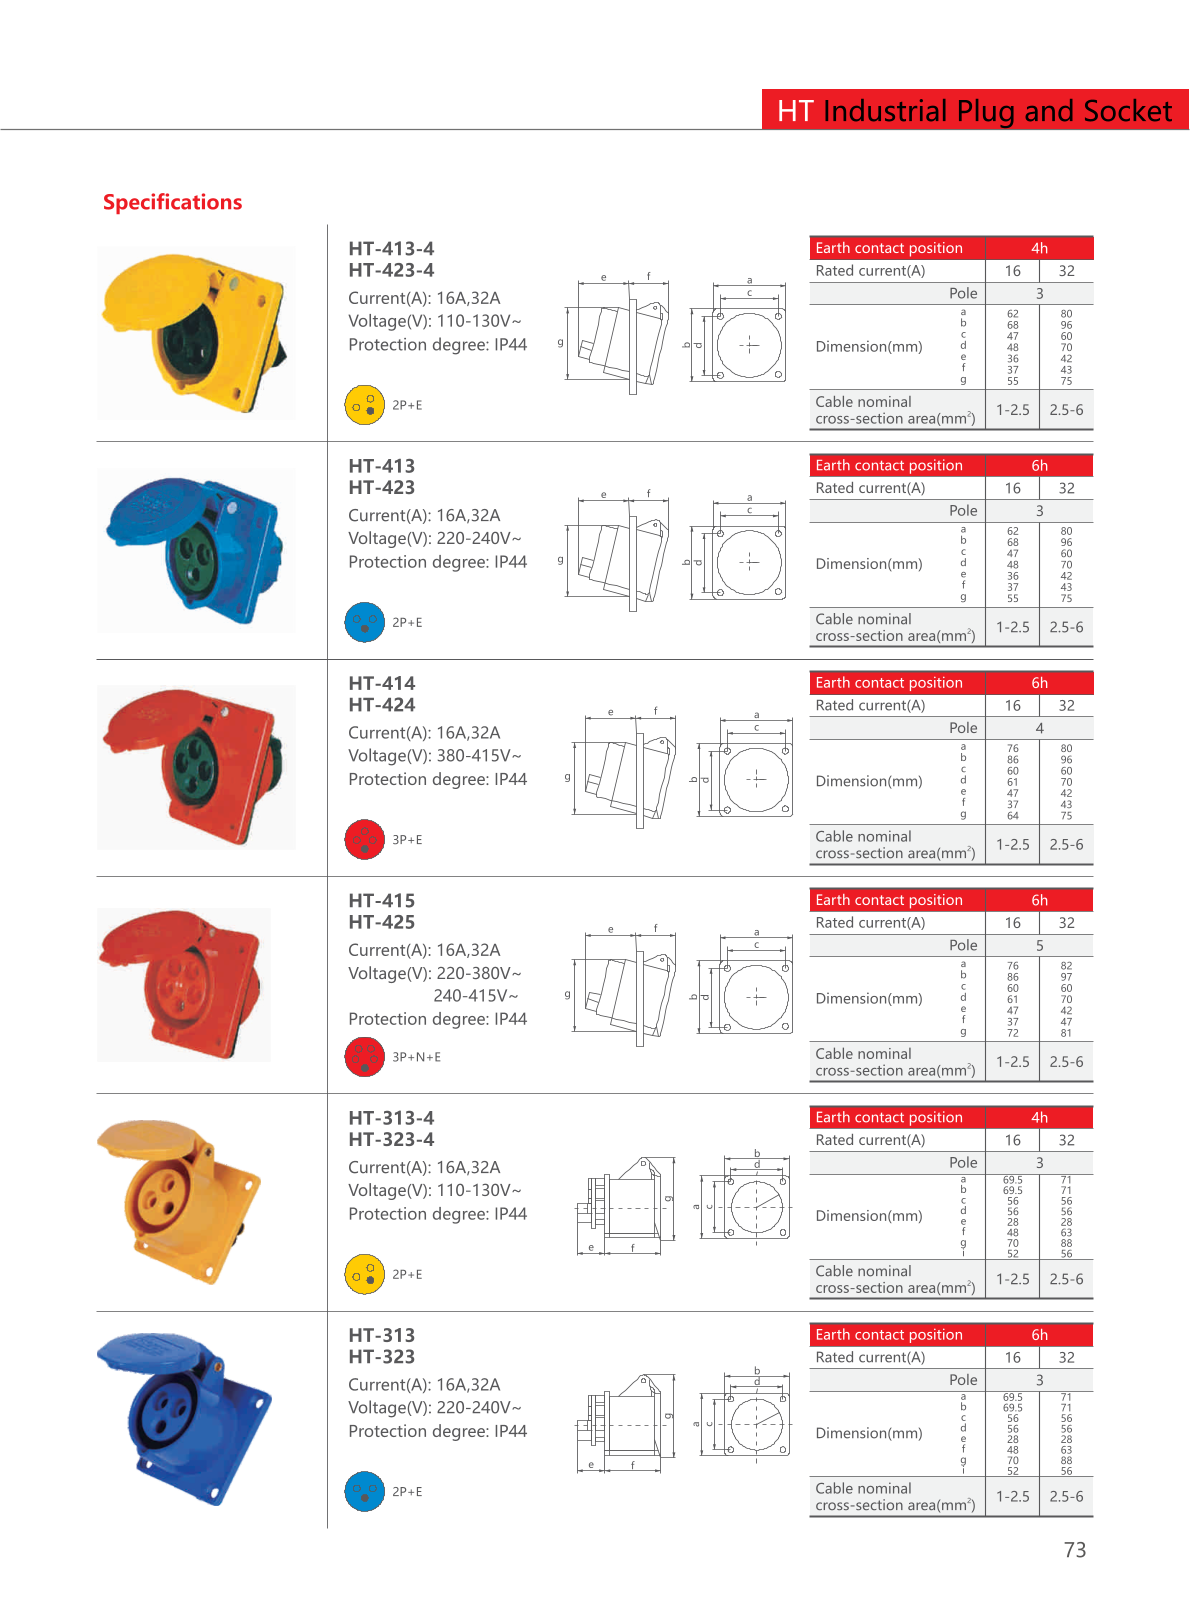 HT Industrial Plug and Socket
Specifications
HT-413-4
HT-423-4
Current(A): 16A,32A
Voltage(V): 110-130V~
Protection degree: IP44
2P+E
e f a c g b d
Earth contact position 4h
Rated current(A) 16 32
Pole 3
Dimension(mm)
a 62 80
b 68 96
c 47 60
d 48 70
e 36 42
f 37 43
g 55 75
Cable nominal
cross-section area(mm²) 1-2.5 2.5-6
HT-413
HT-423
Current(A): 16A,32A
Voltage(V): 220-240V~
Protection degree: IP44
2P+E
e f a c g b d
Earth contact position 6h
Rated current(A) 16 32
Pole 3
Dimension(mm)
a 62 80
b 68 96
c 47 60
d 48 70
e 36 42
f 37 43
g 55 75
Cable nominal
cross-section area(mm²) 1-2.5 2.5-6
HT-414
HT-424
Current(A): 16A,32A
Voltage(V): 380-415V~
Protection degree: IP44
3P+E
e f a c g b d
Earth contact position 6h
Rated current(A) 16 32
Pole 4
Dimension(mm)
a 76 80
b 86 96
c 60 60
d 61 70
e 47 42
f 37 43
g 64 75
Cable nominal
cross-section area(mm²) 1-2.5 2.5-6
HT-415
HT-425
Current(A): 16A,32A
Voltage(V): 220-380V~
240-415V~
Protection degree: IP44
3P+N+E
e f a c g b d
Earth contact position 6h
Rated current(A) 16 32
Pole 5
Dimension(mm)
a 76 82
b 86 97
c 60 60
d 61 70
e 47 42
f 37 47
g 72 81
Cable nominal
cross-section area(mm²) 1-2.5 2.5-6
HT-313-4
HT-323-4
Current(A): 16A,32A
Voltage(V): 110-130V~
Protection degree: IP44
2P+E
b d g a c e f
Earth contact position 4h
Rated current(A) 16 32
Pole 3
Dimension(mm)
a 69.5 71
b 69.5 71
c 56 56
d 56 56
e 28 28
f 48 63
g 70 88
i 52 56
Cable nominal
cross-section area(mm²) 1-2.5 2.5-6
HT-313
HT-323
Current(A): 16A,32A
Voltage(V): 220-240V~
Protection degree: IP44
2P+E
b d g a c e f
Earth contact position 6h
Rated current(A) 16 32
Pole 3
Dimension(mm)
a 69.5 71
b 69.5 71
c 56 56
d 56 56
e 28 28
f 48 63
g 70 88
i 52 56
Cable nominal
cross-section area(mm²) 1-2.5 2.5-6
73